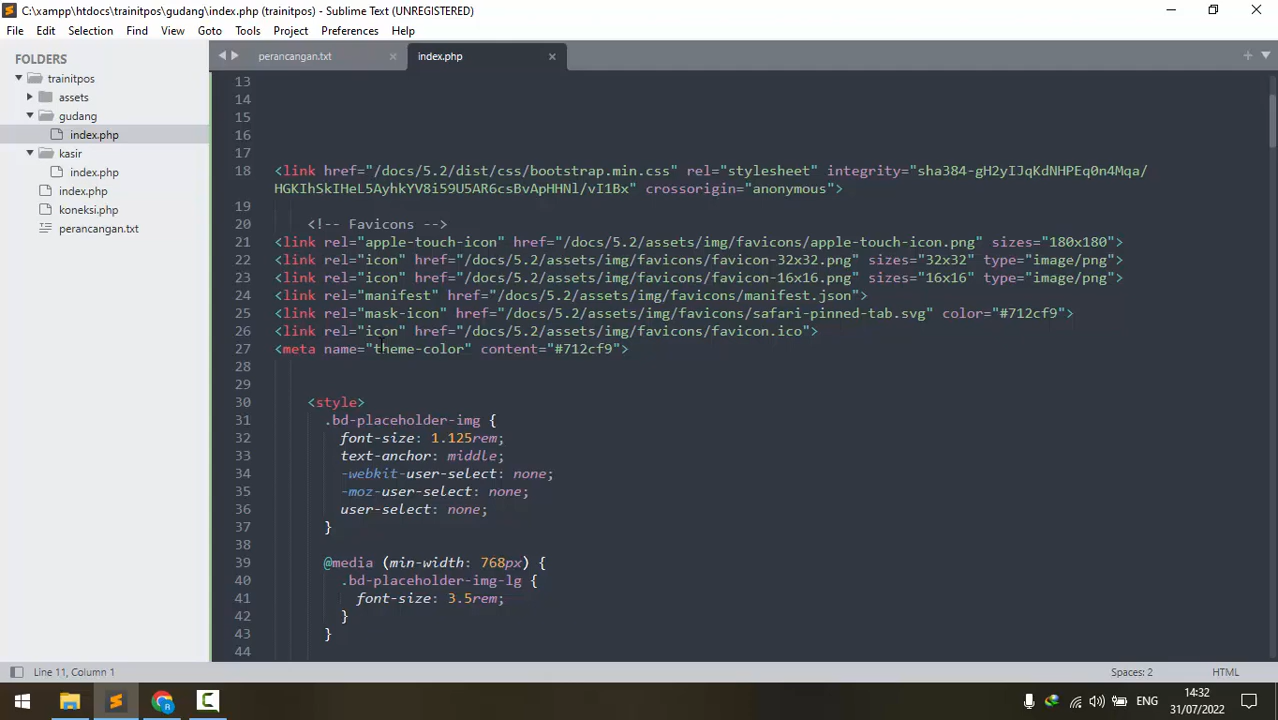 C:\xampp\htdocs\trainitpos\gudang\index.php (trainitpos) - Sublime Text (UNREGISTERED)
File Edit Selection Find View Goto Tools Project Preferences Help
FOLDERS
trainitpos
assets
gudang
index.php
kasir
index.php
index.php
koneksi.php
perancangan.txt
perancangan.txt
index.php
13
14
15
16
17
18 <link href="/docs/5.2/dist/css/bootstrap.min.css" rel="stylesheet" integrity="sha384-gH2yIJqKdNHPEq0n4Mqa/
HGKIhSkIHeL5AyhkYV8i59U5AR6csBvApHHNl/vI1Bx" crossorigin="anonymous">
19
20 <!-- Favicons -->
21 <link rel="apple-touch-icon" href="/docs/5.2/assets/img/favicons/apple-touch-icon.png" sizes="180x180">
22 <link rel="icon" href="/docs/5.2/assets/img/favicons/favicon-32x32.png" sizes="32x32" type="image/png">
23 <link rel="icon" href="/docs/5.2/assets/img/favicons/favicon-16x16.png" sizes="16x16" type="image/png">
24 <link rel="manifest" href="/docs/5.2/assets/img/favicons/manifest.json">
25 <link rel="mask-icon" href="/docs/5.2/assets/img/favicons/safari-pinned-tab.svg" color="#712cf9">
26 <link rel="icon" href="/docs/5.2/assets/img/favicons/favicon.ico">
27 <meta name="theme-color" content="#712cf9">
28
29
30 <style>
31 .bd-placeholder-img {
32 font-size: 1.125rem;
33 text-anchor: middle;
34 -webkit-user-select: none;
35 -moz-user-select: none;
36 user-select: none;
37 }
38
39 @media (min-width: 768px) {
40 .bd-placeholder-img-lg {
41 font-size: 3.5rem;
42 }
43 }
44
Line 11, Column 1
Spaces: 2
HTML
ENG
14:32
31/07/2022